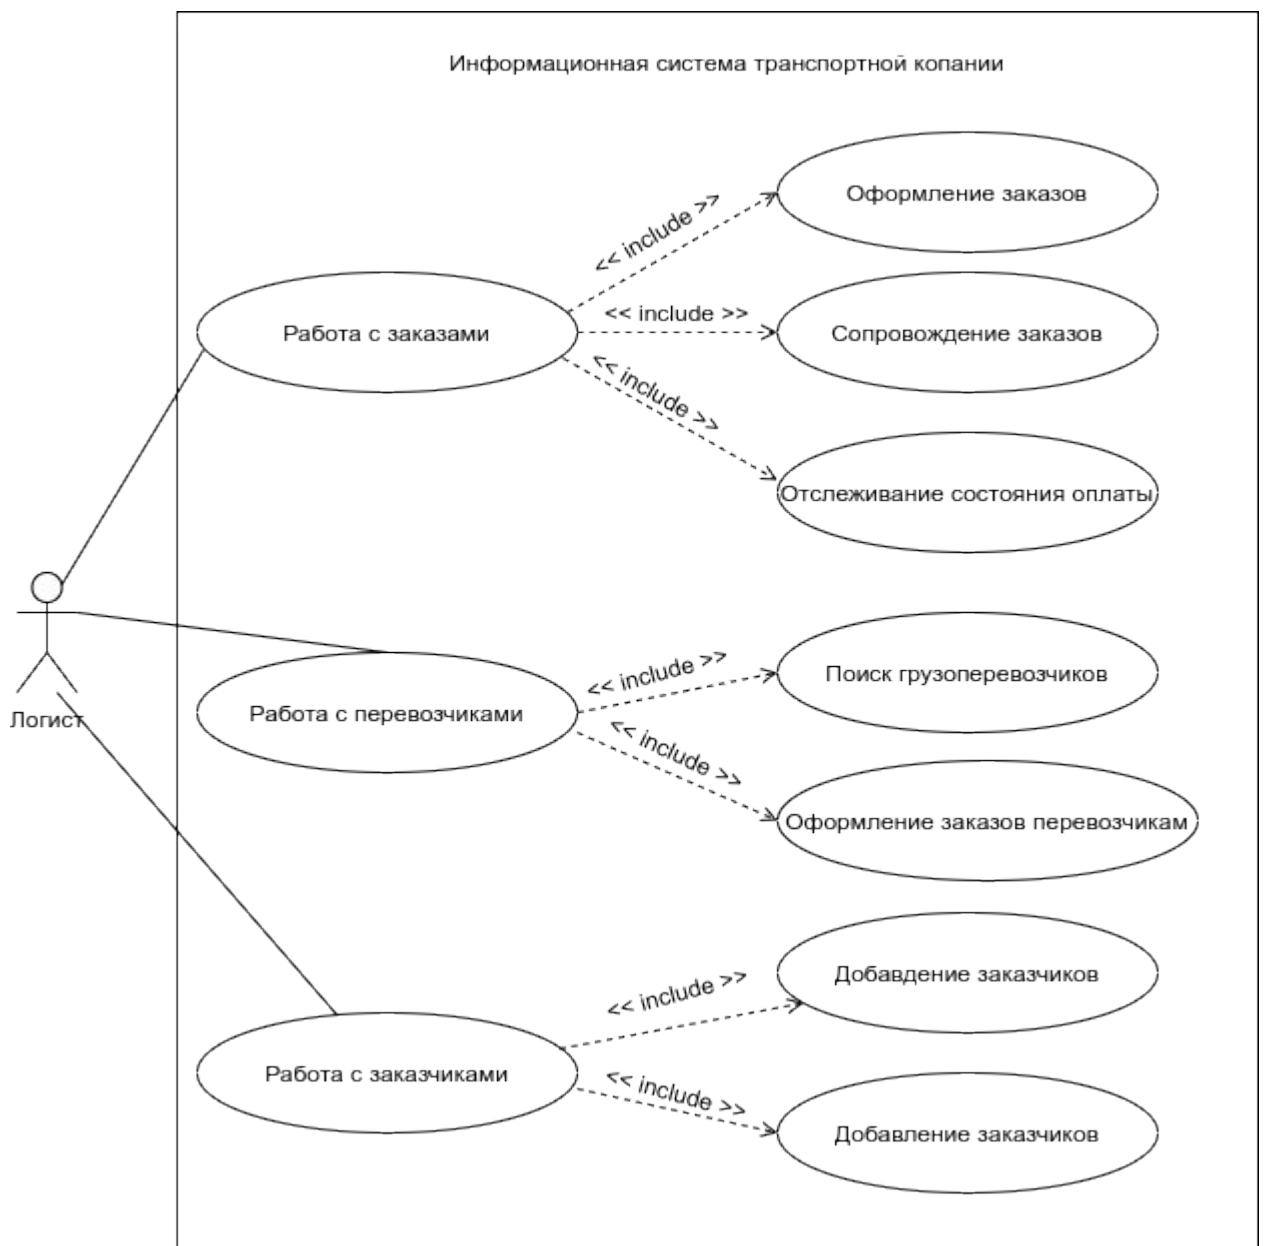 Информационная система транспортной копании
Оформление заказов
<< include >>
Работа с заказами
<< include >>
Сопровождение заказов
<< include >>
Отслеживание состояния оплаты
Логист
Работа с перевозчиками
<< include >>
Поиск грузоперевозчиков
<< include >>
Оформление заказов перевозчикам
Добавдение заказчиков
<< include >>
Работа с заказчиками
<< include >>
Добавление заказчиков